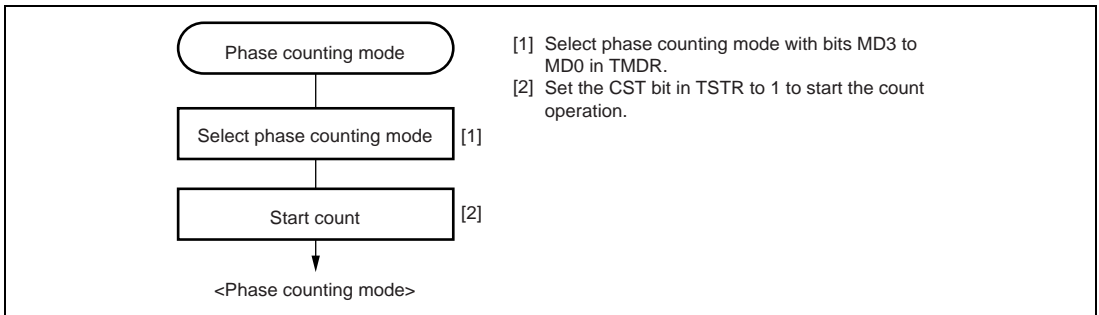 Phase counting mode
Select phase counting mode [1]
Start count [2]
<Phase counting mode>
[1] Select phase counting mode with bits MD3 to
MD0 in TMDR.
[2] Set the CST bit in TSTR to 1 to start the count
operation.